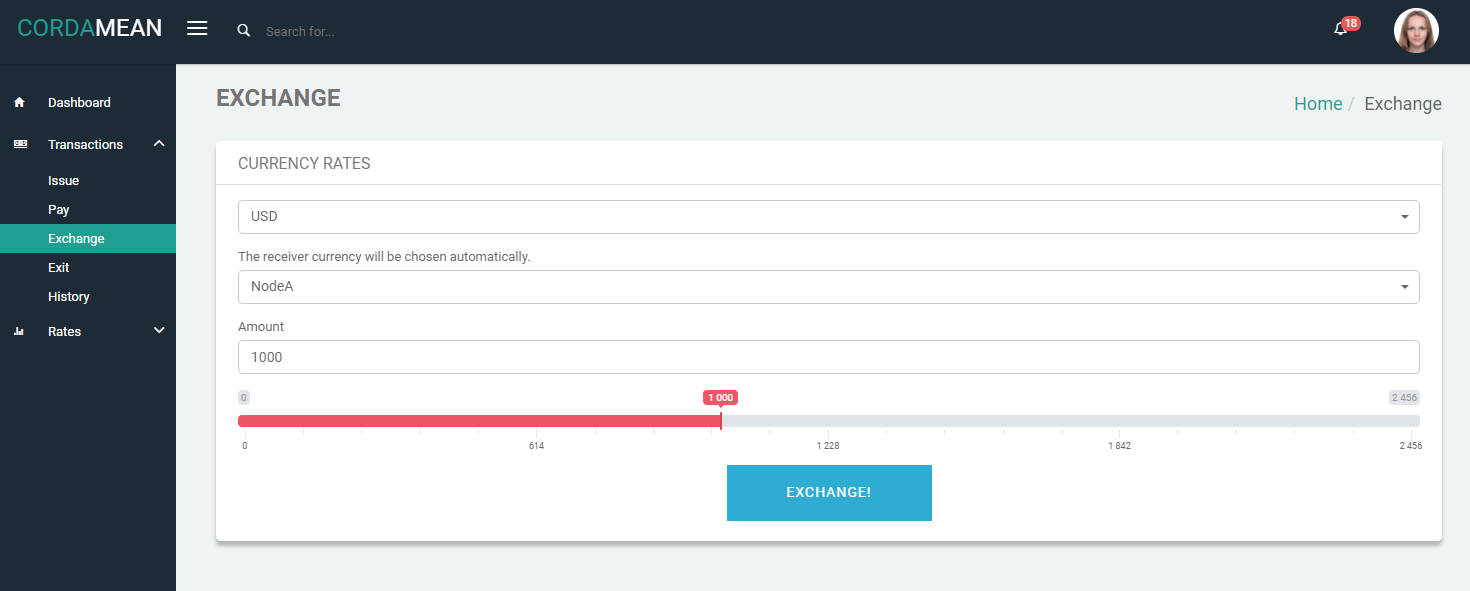 CORDAMEAN
Search for...
18
Dashboard
Transactions
Issue
Pay
Exchange
Exit
History
Rates
EXCHANGE
Home / Exchange
CURRENCY RATES
USD
The receiver currency will be chosen automatically.
NodeA
Amount
1000
0 1 000 2 456
0 614 1 228 1 842 2 456
EXCHANGE!